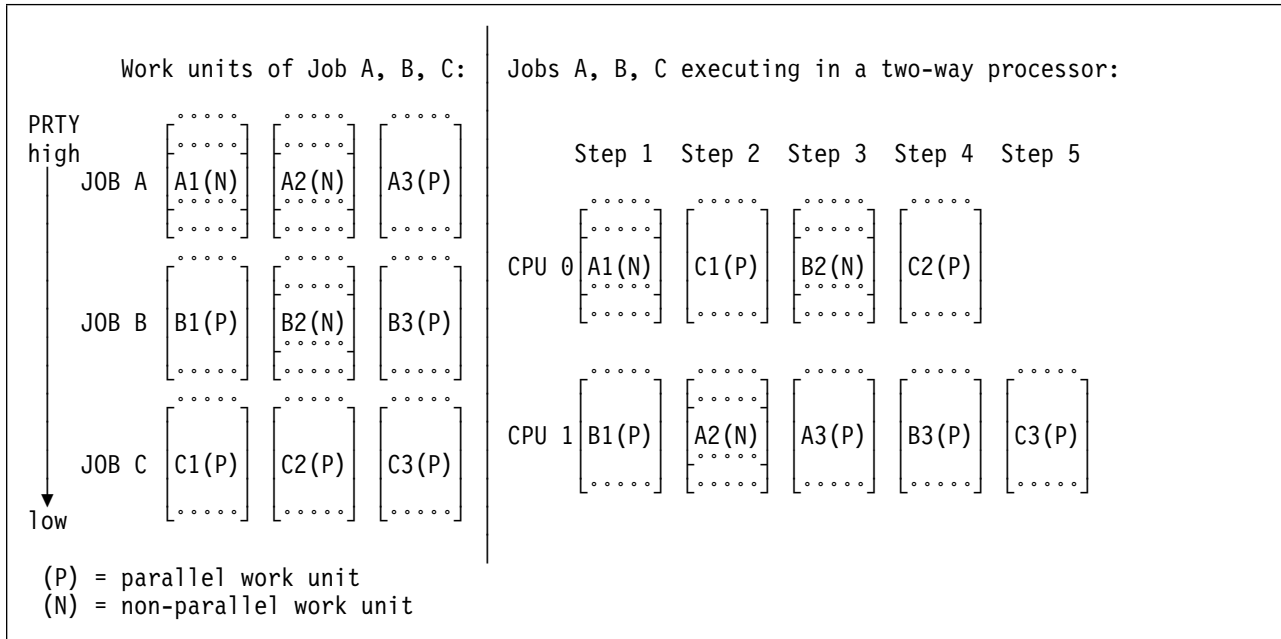 Work units of Job A, B, C:
Jobs A, B, C executing in a two-way processor:
PRTY
high
Step 1 Step 2 Step 3 Step 4 Step 5
JOB A A1(N) A2(N) A3(P)
CPU 0 A1(N) C1(P) B2(N) C2(P)
JOB B B1(P) B2(N) B3(P)
CPU 1 B1(P) A2(N) A3(P) B3(P) C3(P)
JOB C C1(P) C2(P) C3(P)
low
(P) = parallel work unit
(N) = non-parallel work unit